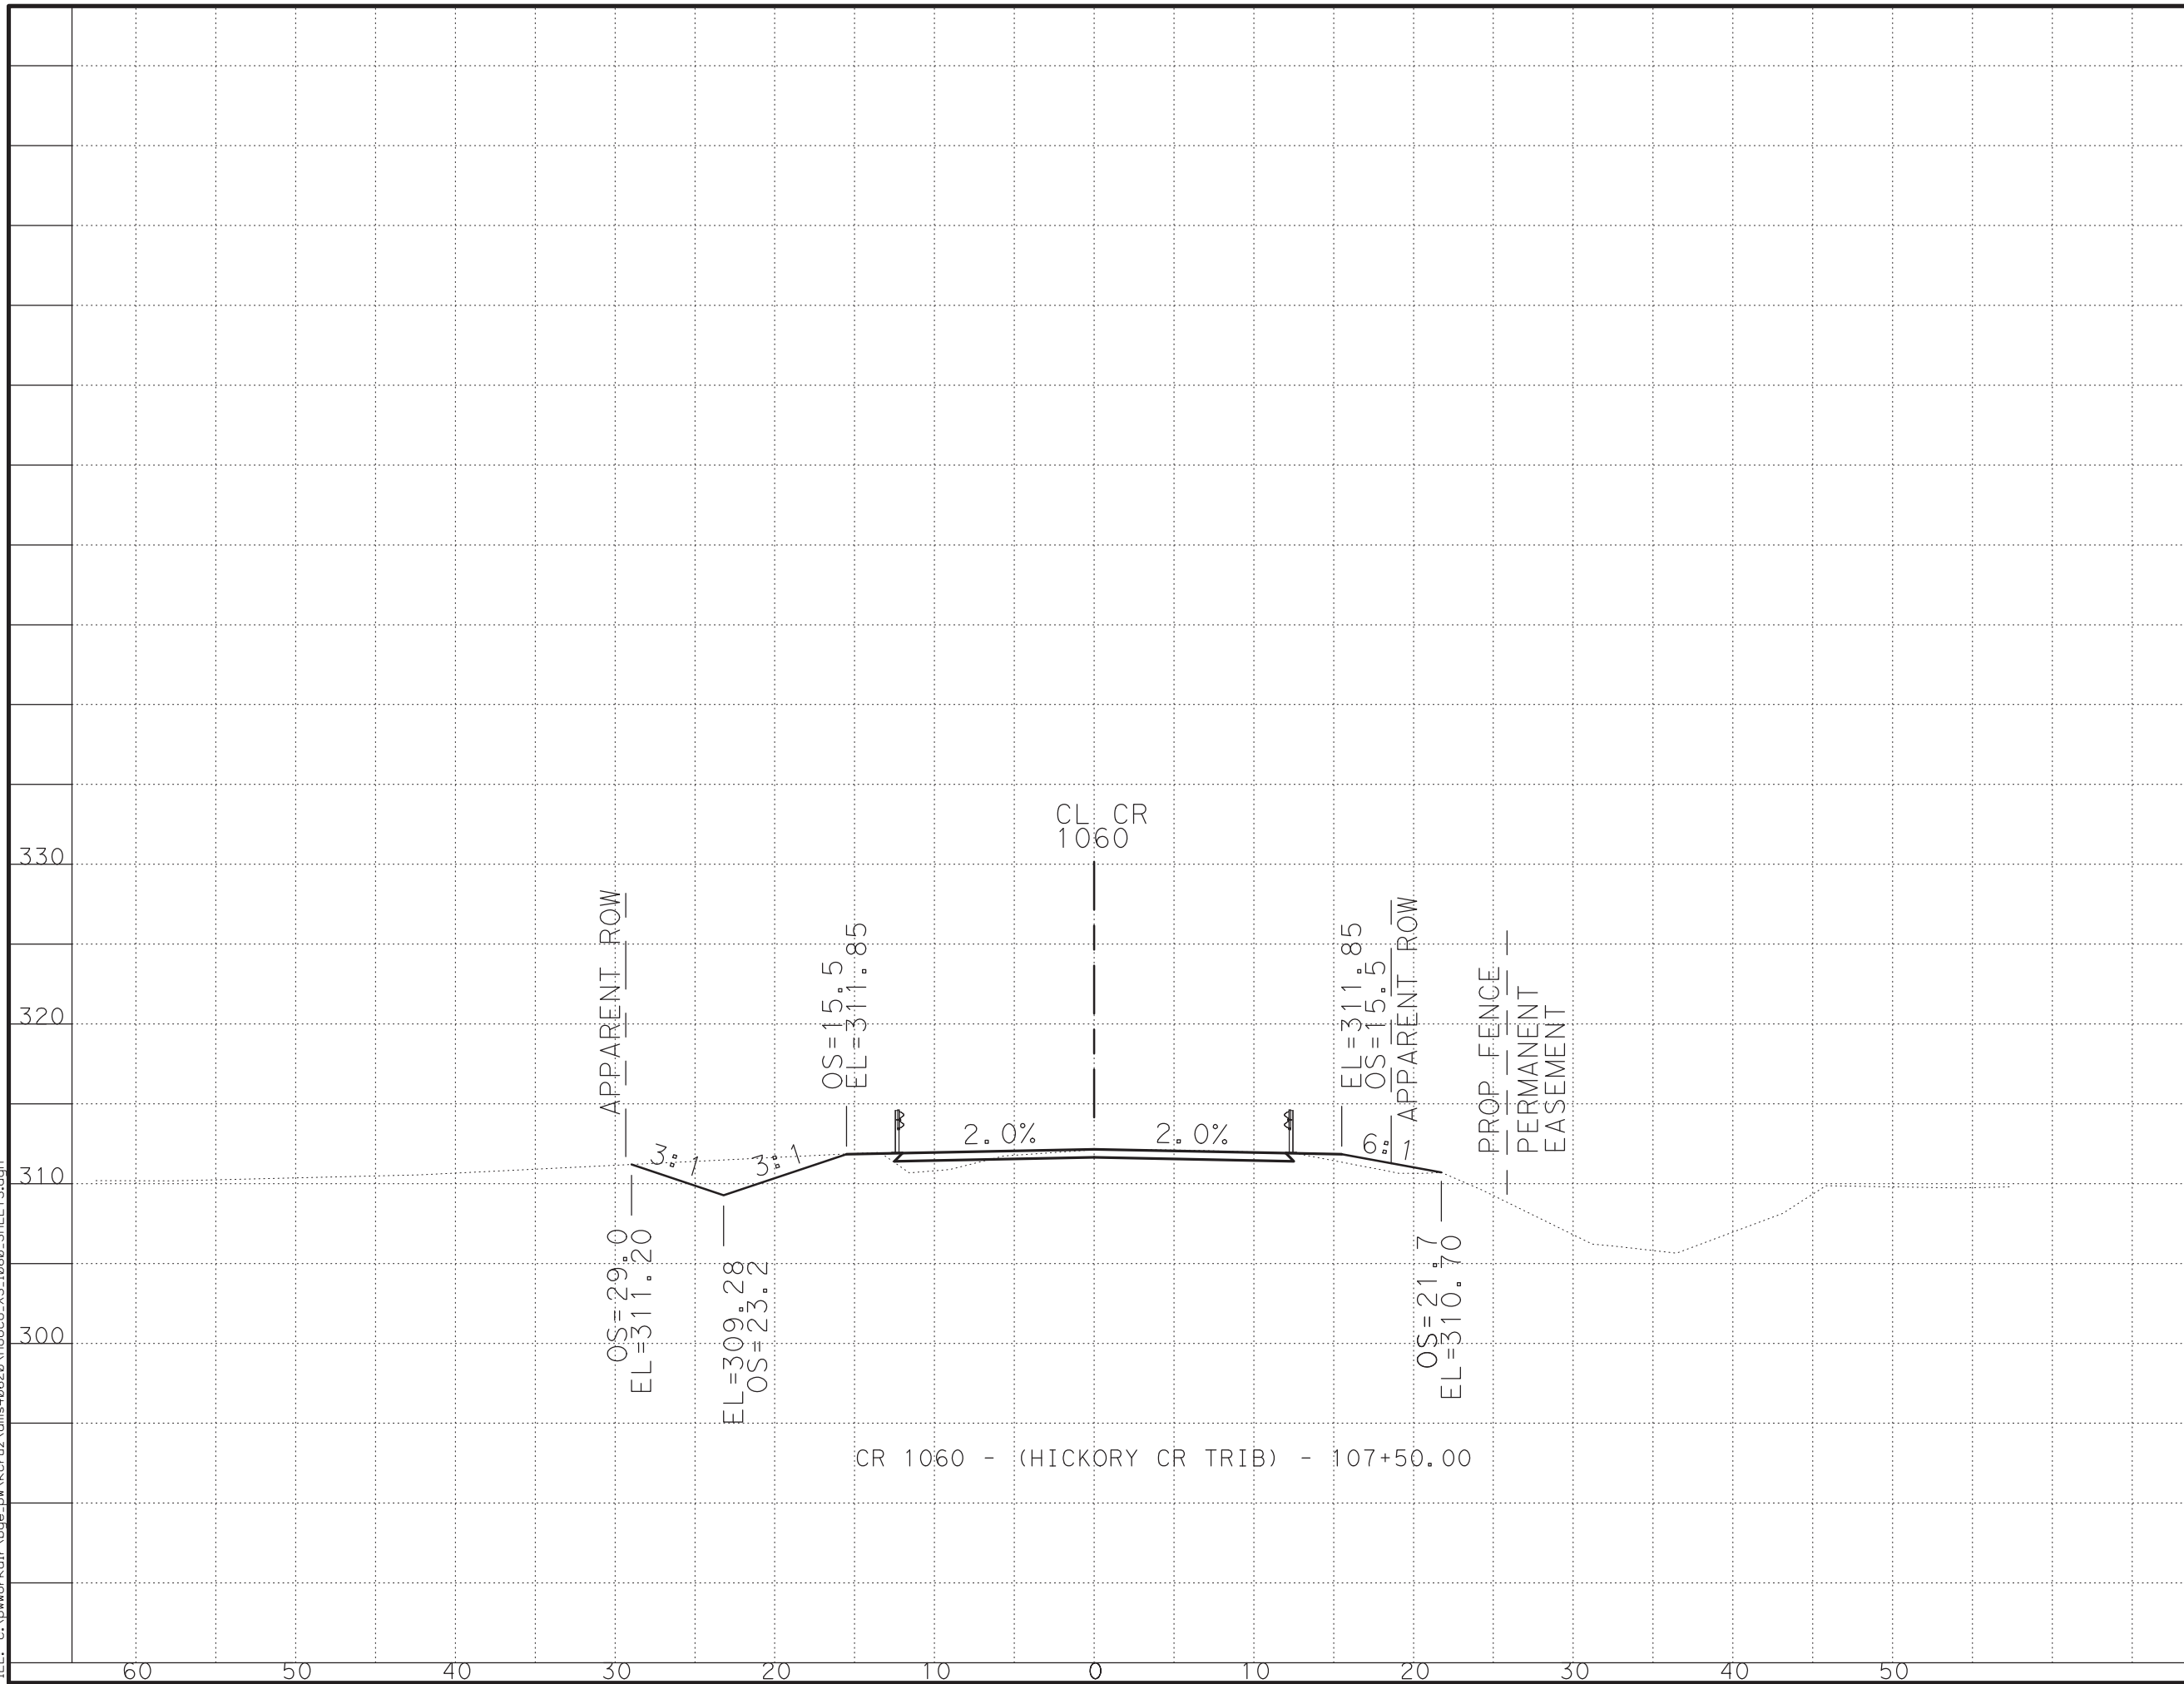 CL CR
1060
330
320
310
300
APPARENT ROW
OS=15.5
EL=311.85
EL=311.85
OS=15.5
APPARENT ROW
PROP FENCE
PERMANENT
EASEMENT
3:1
3:1
2.0%
2.0%
6:1
OS=29.0
EL=311.20
EL=309.28
OS=23.2
OS=21.7
EL=310.70
CR 1060 - (HICKORY CR TRIB) - 107+50.00
60 50 40 30 20 10 0 10 20 30 40 50